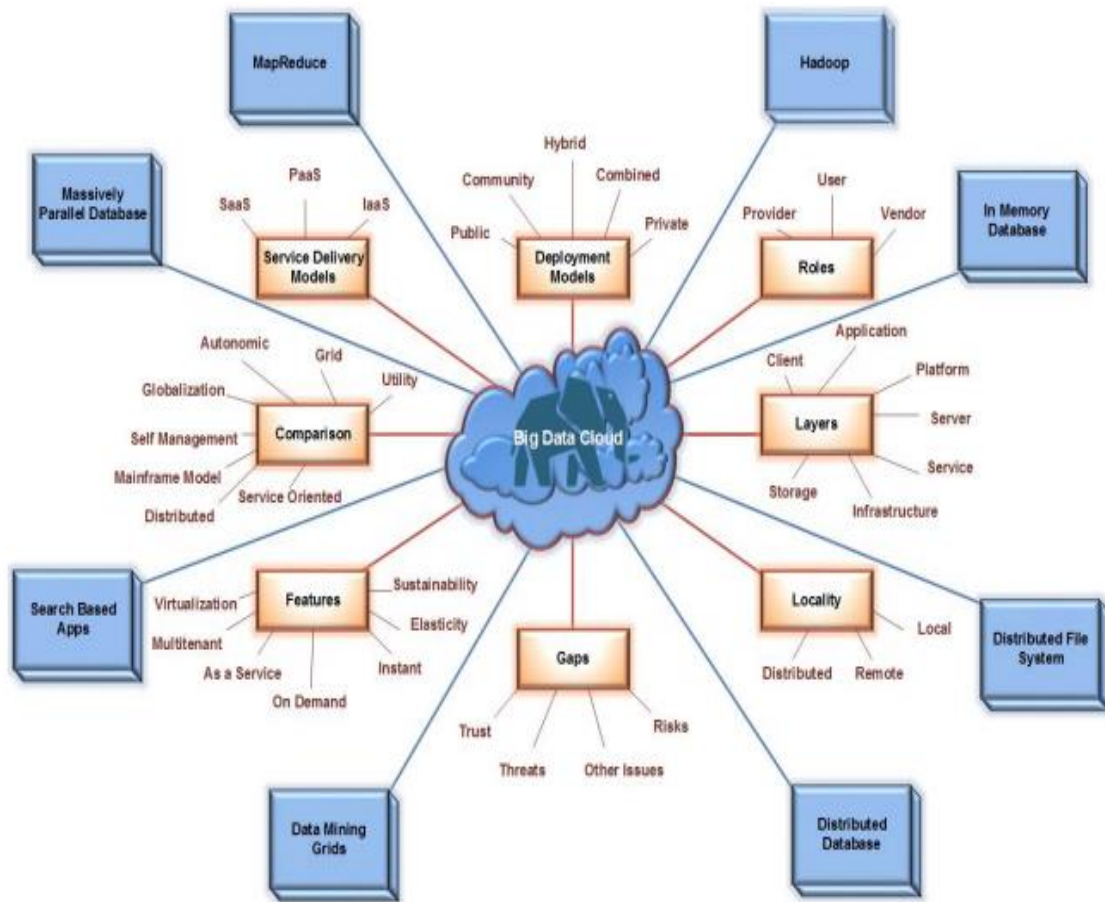 MapReduce
Hadoop
Massively
Parallel Database
In Memory
Database
SaaS
PaaS
IaaS
Service Delivery
Models
Public
Community
Hybrid
Combined
Private
Deployment
Models
Provider
User
Vendor
Roles
Autonomic
Grid
Utility
Globalization
Self Management
Mainframe Model
Distributed
Service Oriented
Comparison
Big Data Cloud
Client
Application
Platform
Server
Service
Infrastructure
Storage
Layers
Search Based
Apps
Virtualization
Multitenant
As a Service
On Demand
Instant
Elasticity
Sustainability
Features
Gaps
Trust
Threats
Other Issues
Risks
Locality
Local
Remote
Distributed
Distributed File
System
Data Mining
Grids
Distributed
Database